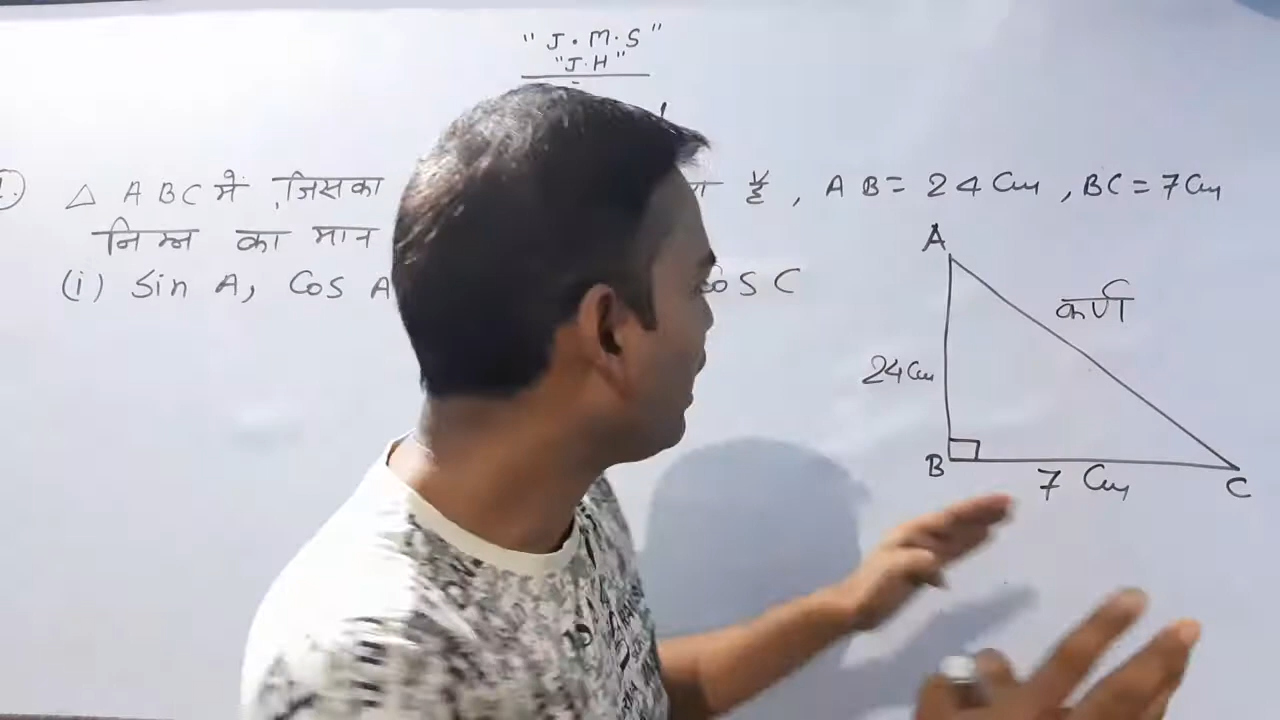 "J.M.S"
"J.H"
△ ABC में, जिसका है, AB = 24 Cm, BC = 7 Cm
निम्न का मान
(i) Sin A, Cos A Cos C
A
कर्ण
24 Cm
B
7 Cm
C